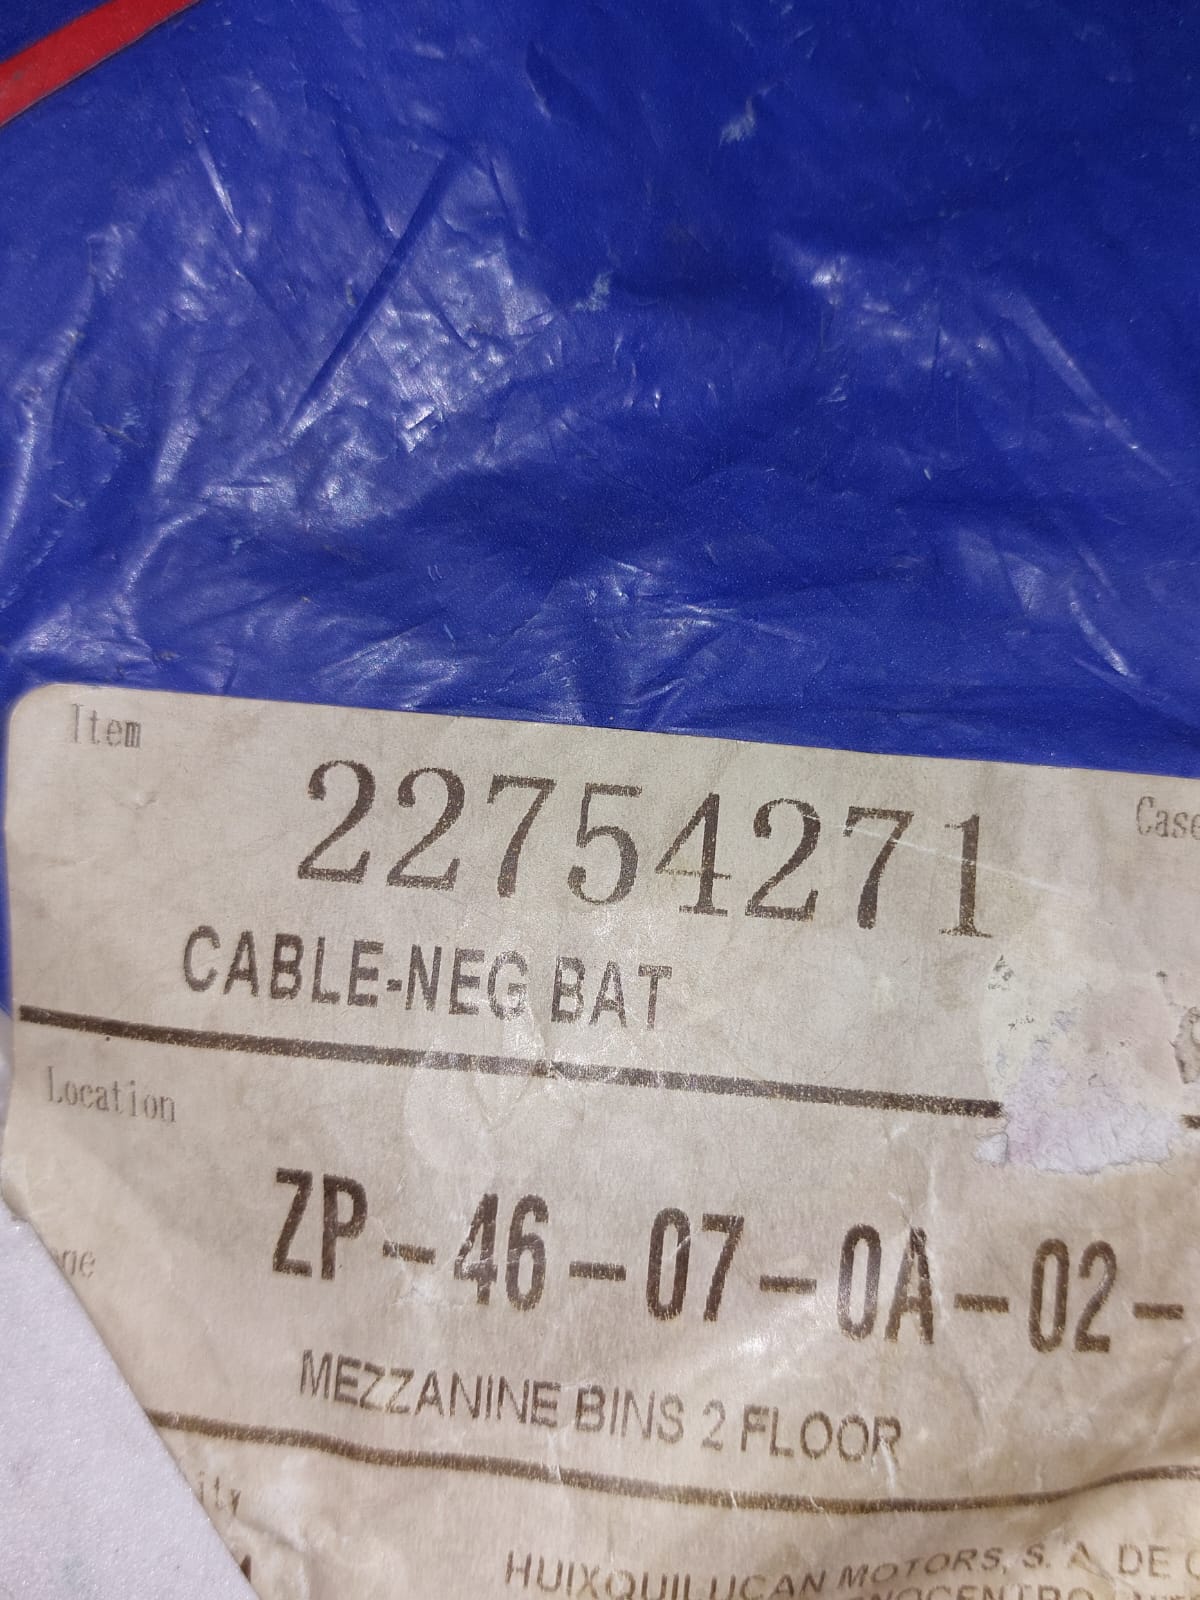 Item
22754271
Case
CABLE-NEG BAT
Location
ZP-46-07-0A-02-
MEZZANINE BINS 2 FLOOR
HUIXQUILUCAN MOTORS, S. A. DE C